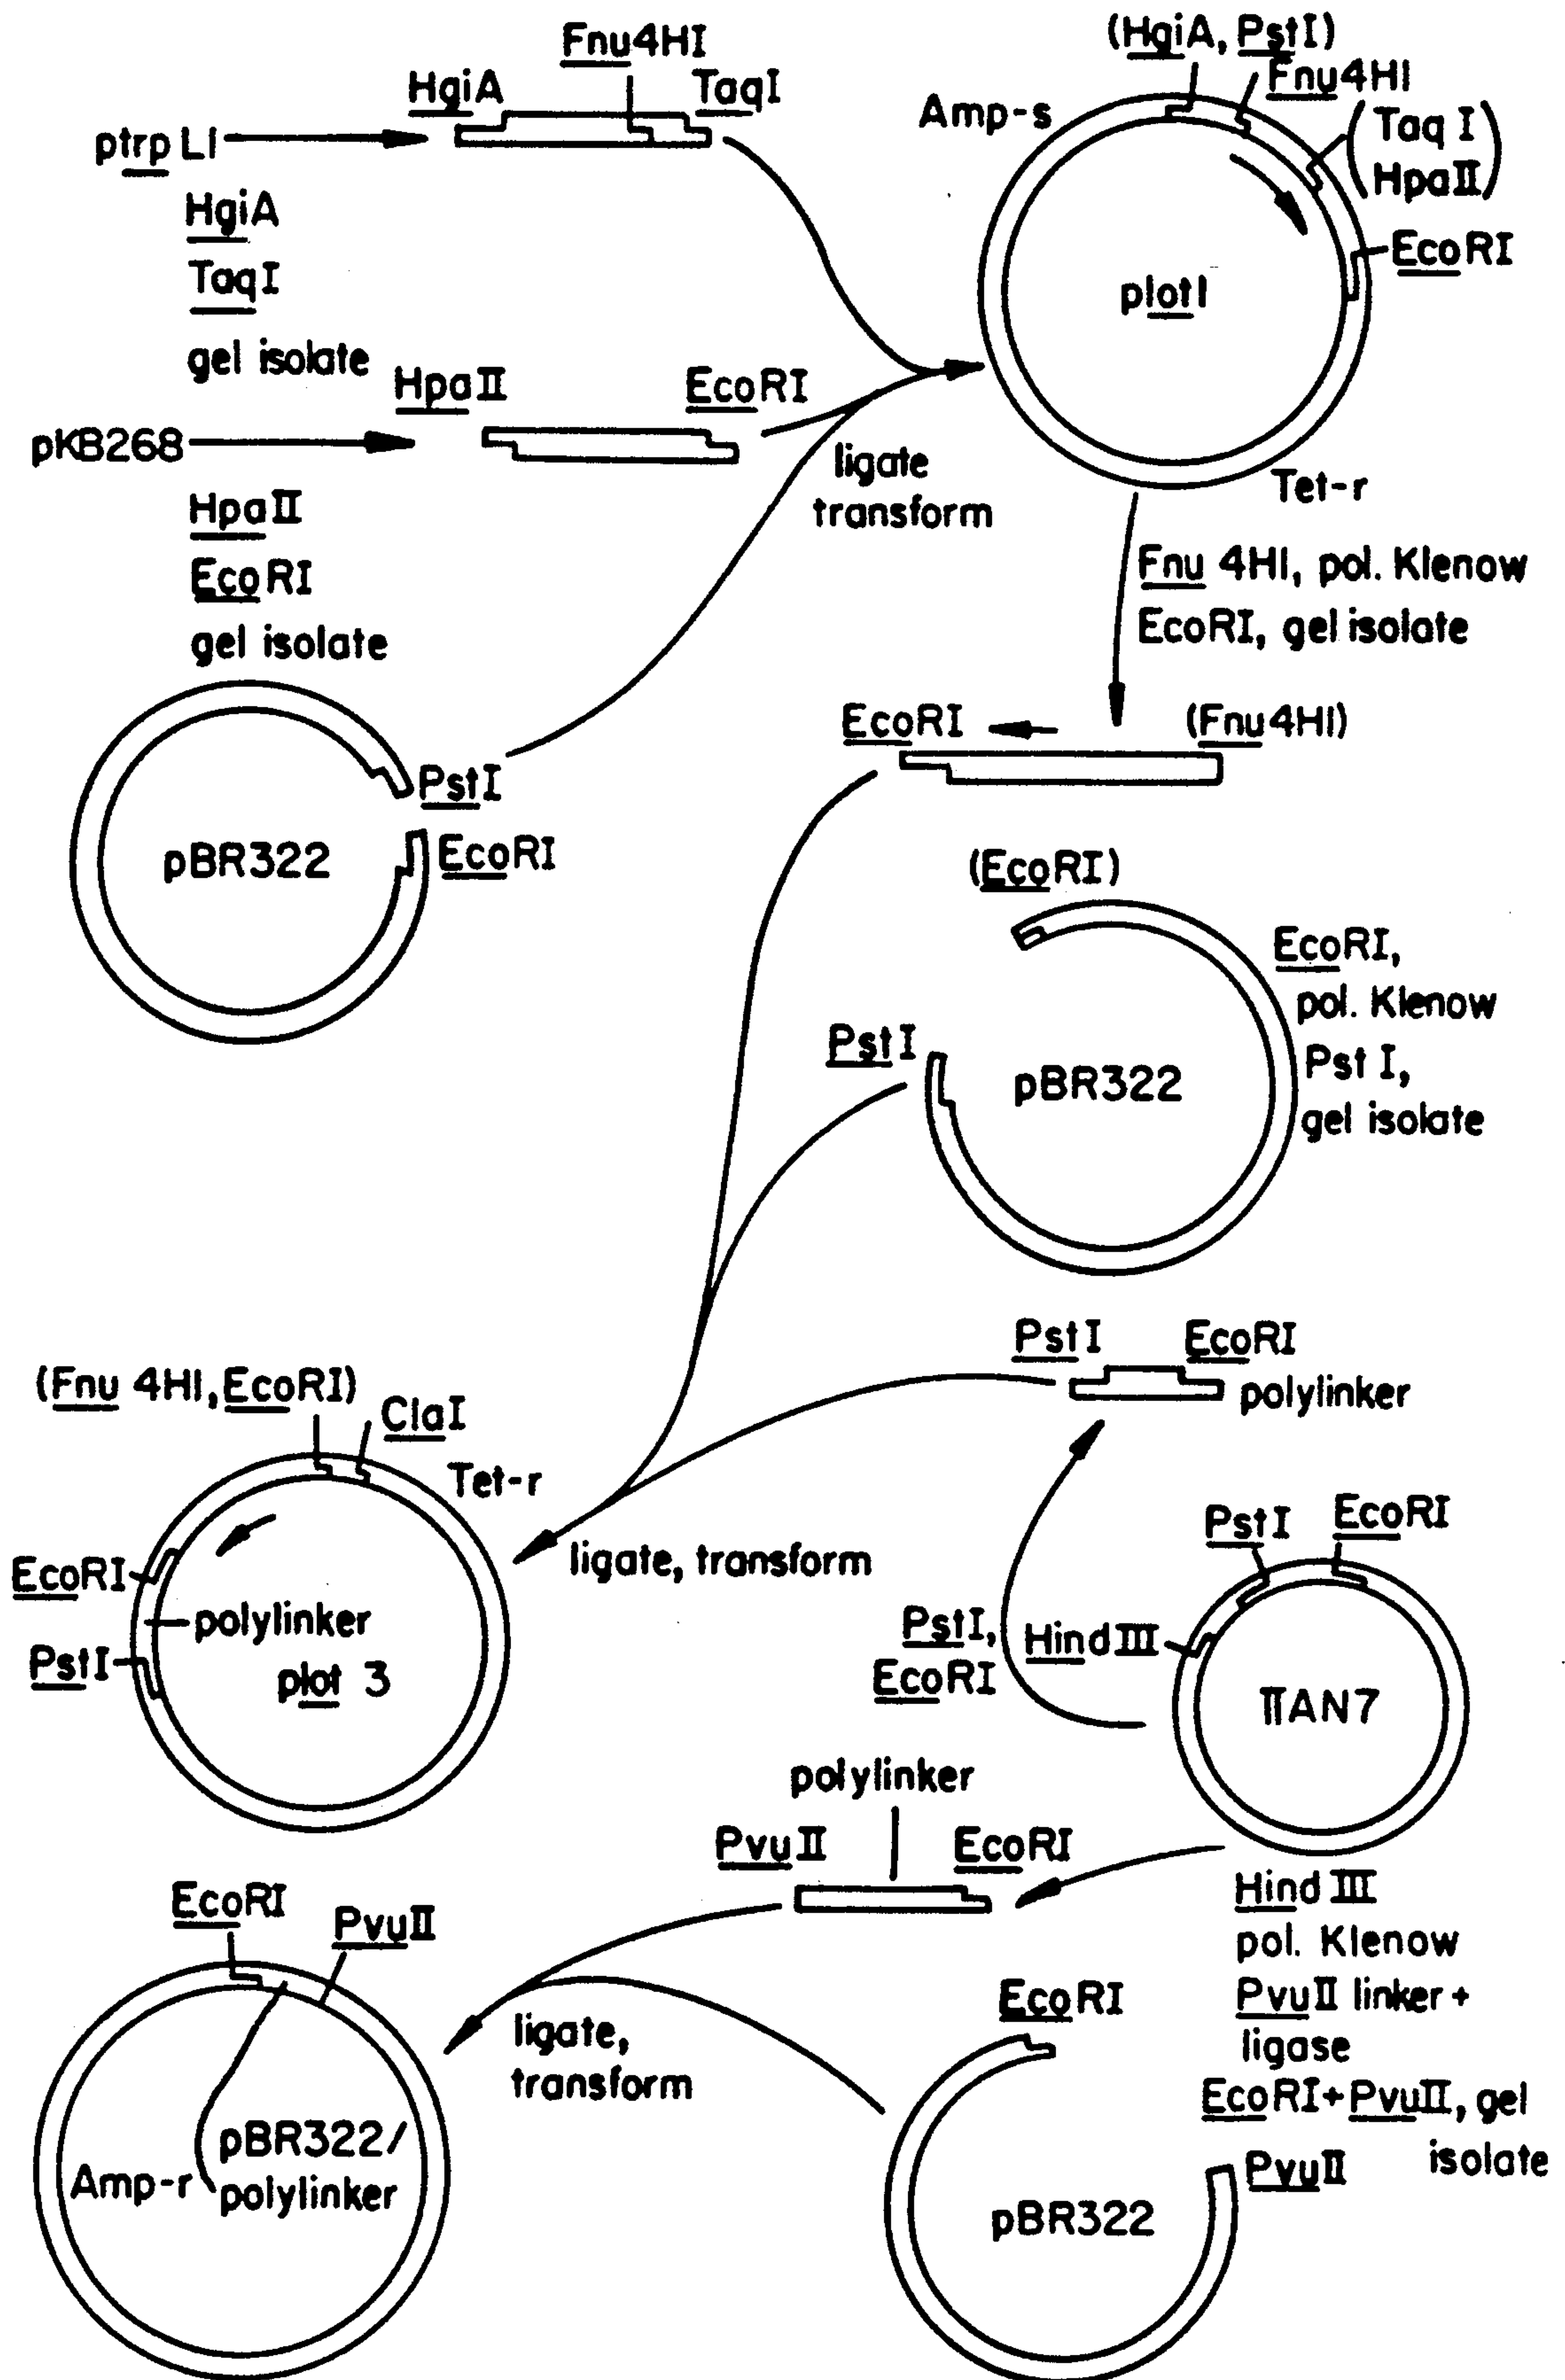 Fnu4HI
HgiA
TaqI
ptrp LI
HgiA
TaqI
gel isolate
(HgiA, PstI)
Fnu4HI
Amp-s
(Taq I
HpaII)
EcoRI
plotI
Tet-r
HpaII
EcoRI
pKB268
HpaII
EcoRI
gel isolate
ligate
transform
Fnu 4HI, pol. Klenow
EcoRI, gel isolate
PstI
EcoRI
pBR322
EcoRI
(Fnu4HI)
(EcoRI)
EcoRI,
pol. Klenow
Pst I,
gel isolate
PstI
pBR322
PstI
EcoRI
polylinker
(Fnu 4HI, EcoRI)
ClaI
Tet-r
EcoRI
polylinker
PstI
plot 3
ligate, transform
PstI
EcoRI
HindIII
ΠAN7
PstI,
EcoRI
polylinker
PvuII
EcoRI
Hind III
pol. Klenow
PvuII linker +
ligase
EcoRI+PvuII, gel
isolate
EcoRI
PvuII
Amp-r
pBR322/
polylinker
ligate,
transform
EcoRI
PvuII
pBR322